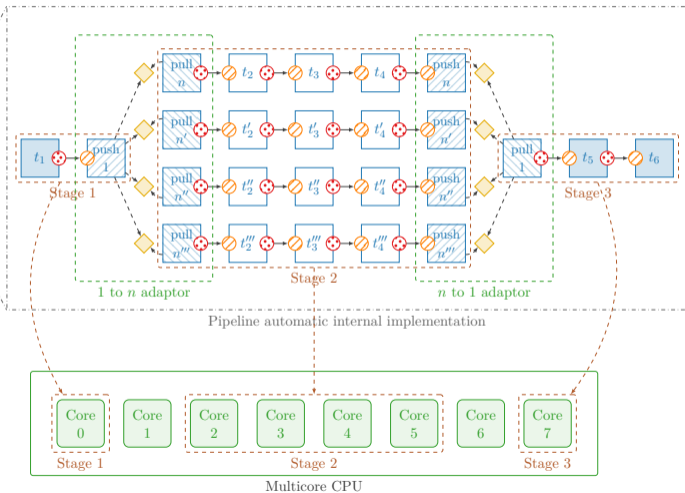 pull
n
t₂
t₃
t₄
push
n
pull
n′
t′₂
t′₃
t′₄
push
n′
t₁
push
1
pull
1
t₅
t₆
Stage 1
pull
n″
t″₂
t″₃
t″₄
push
n″
Stage 3
pull
n‴
t‴₂
t‴₃
t‴₄
push
n‴
Stage 2
1 to n adaptor
n to 1 adaptor
Pipeline automatic internal implementation
Core
0
Core
1
Core
2
Core
3
Core
4
Core
5
Core
6
Core
7
Stage 1
Stage 2
Stage 3
Multicore CPU